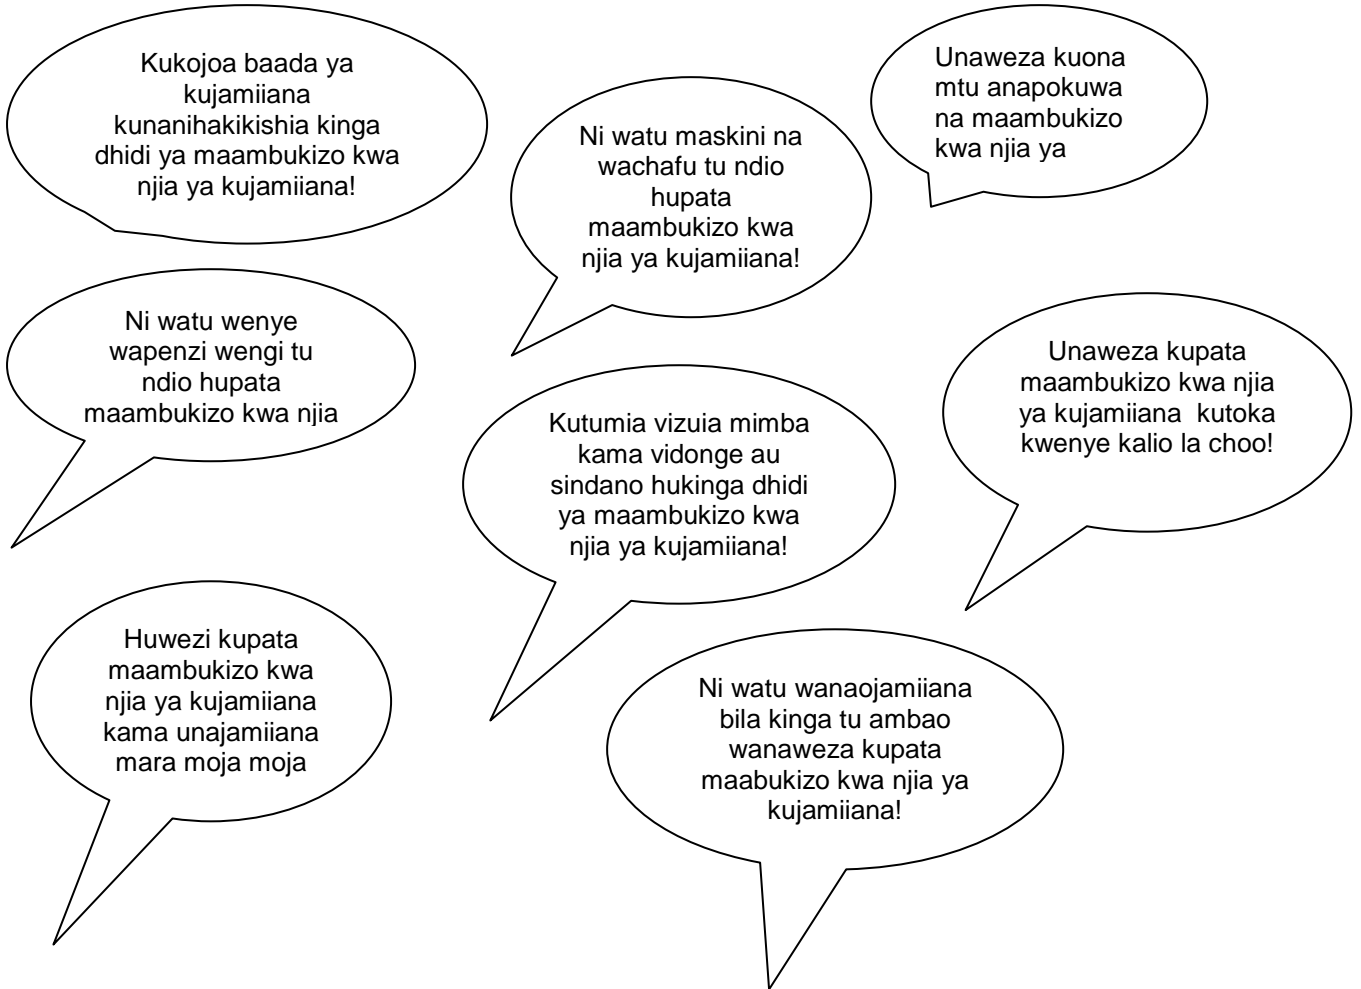 Kukojoa baada ya
kujamiiana
kunanihakikishia kinga
dhidi ya maambukizo kwa
njia ya kujamiiana!
Ni watu maskini na
wachafu tu ndio
hupata
maambukizo kwa
njia ya kujamiiana!
Unaweza kuona
mtu anapokuwa
na maambukizo
kwa njia ya
Ni watu wenye
wapenzi wengi tu
ndio hupata
maambukizo kwa njia
Kutumia vizuia mimba
kama vidonge au
sindano hukinga dhidi
ya maambukizo kwa
njia ya kujamiiana!
Unaweza kupata
maambukizo kwa njia
ya kujamiiana kutoka
kwenye kalio la choo!
Huwezi kupata
maambukizo kwa
njia ya kujamiiana
kama unajamiiana
mara moja moja
Ni watu wanaojamiiana
bila kinga tu ambao
wanaweza kupata
maabukizo kwa njia ya
kujamiiana!